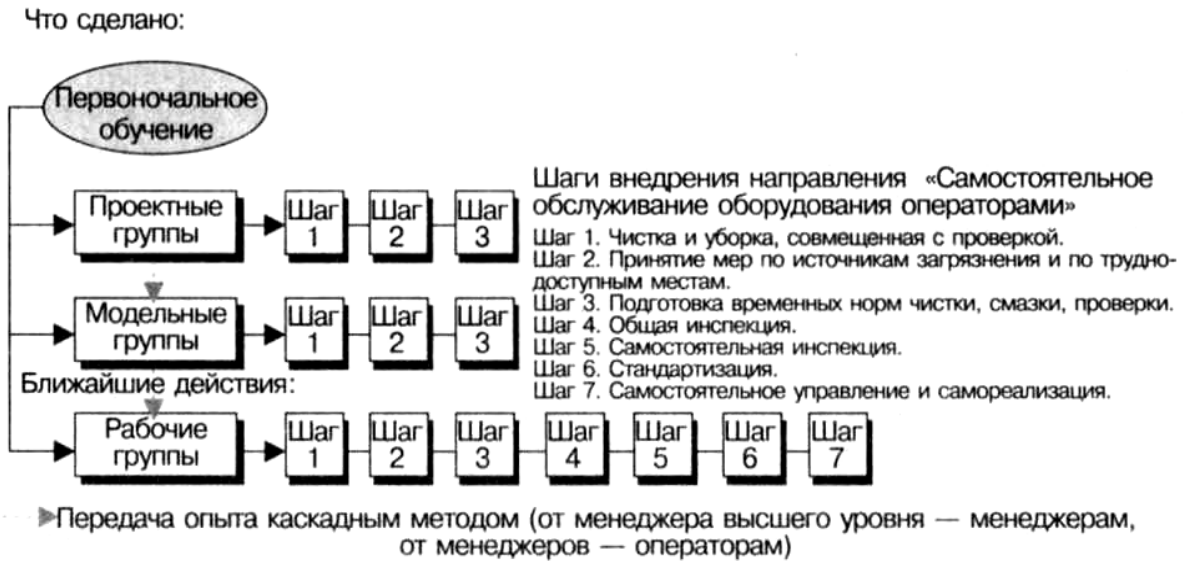 Что сделано:
Первоночальное
обучение
Проектные
группы
Шаг
1
Шаг
2
Шаг
3
Шаги внедрения направления «Самостоятельное
обслуживание оборудования операторами»
Шаг 1. Чистка и уборка, совмещенная с проверкой.
Шаг 2. Принятие мер по источникам загрязнения и по трудно-
доступным местам.
Шаг 3. Подготовка временных норм чистки, смазки, проверки.
Шаг 4. Общая инспекция.
Шаг 5. Самостоятельная инспекция.
Шаг 6. Стандартизация.
Шаг 7. Самостоятельное управление и самореализация.
Модельные
группы
Шаг
1
Шаг
2
Шаг
3
Ближайшие действия:
Рабочие
группы
Шаг
1
Шаг
2
Шаг
3
Шаг
4
Шаг
5
Шаг
6
Шаг
7
Передача опыта каскадным методом (от менеджера высшего уровня — менеджерам,
от менеджеров — операторам)